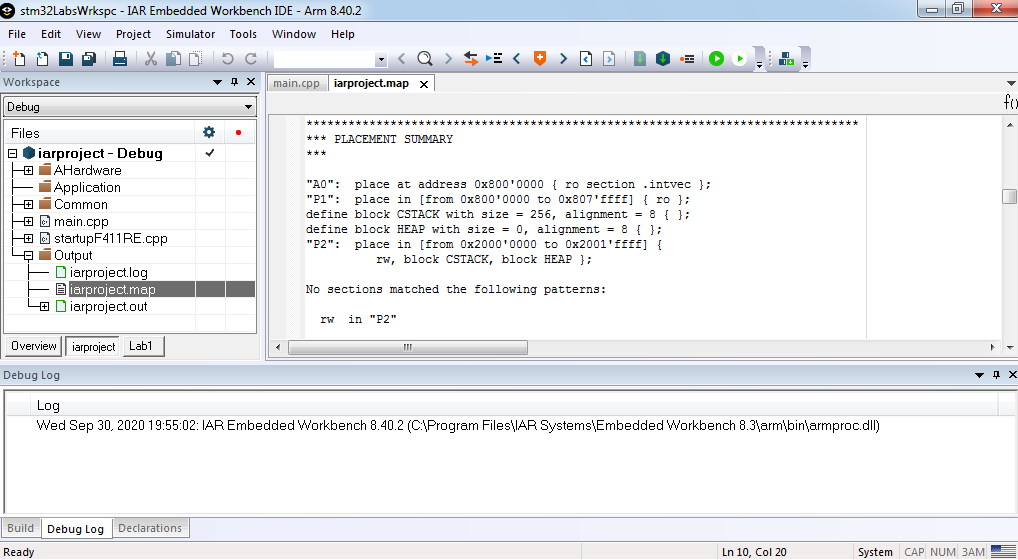 stm32LabsWrkspc - IAR Embedded Workbench IDE - Arm 8.40.2
File Edit View Project Simulator Tools Window Help
Workspace
main.cpp iarproject.map
Debug
f()
Files
iarproject - Debug
AHardware
Application
Common
main.cpp
startupF411RE.cpp
Output
iarproject.log
iarproject.map
iarproject.out
Overview iarproject Lab1
*******************************************************************************
*** PLACEMENT SUMMARY
***
"A0":  place at address 0x800'0000 { ro section .intvec };
"P1":  place in [from 0x800'0000 to 0x807'ffff] { ro };
define block CSTACK with size = 256, alignment = 8 { };
define block HEAP with size = 0, alignment = 8 { };
"P2":  place in [from 0x2000'0000 to 0x2001'ffff] {
rw, block CSTACK, block HEAP };
No sections matched the following patterns:
rw  in "P2"
Debug Log
Log
Wed Sep 30, 2020 19:55:02: IAR Embedded Workbench 8.40.2 (C:\Program Files\IAR Systems\Embedded Workbench 8.3\arm\bin\armproc.dll)
Build Debug Log Declarations
Ready Ln 10, Col 20 System CAP NUM ЗАМ